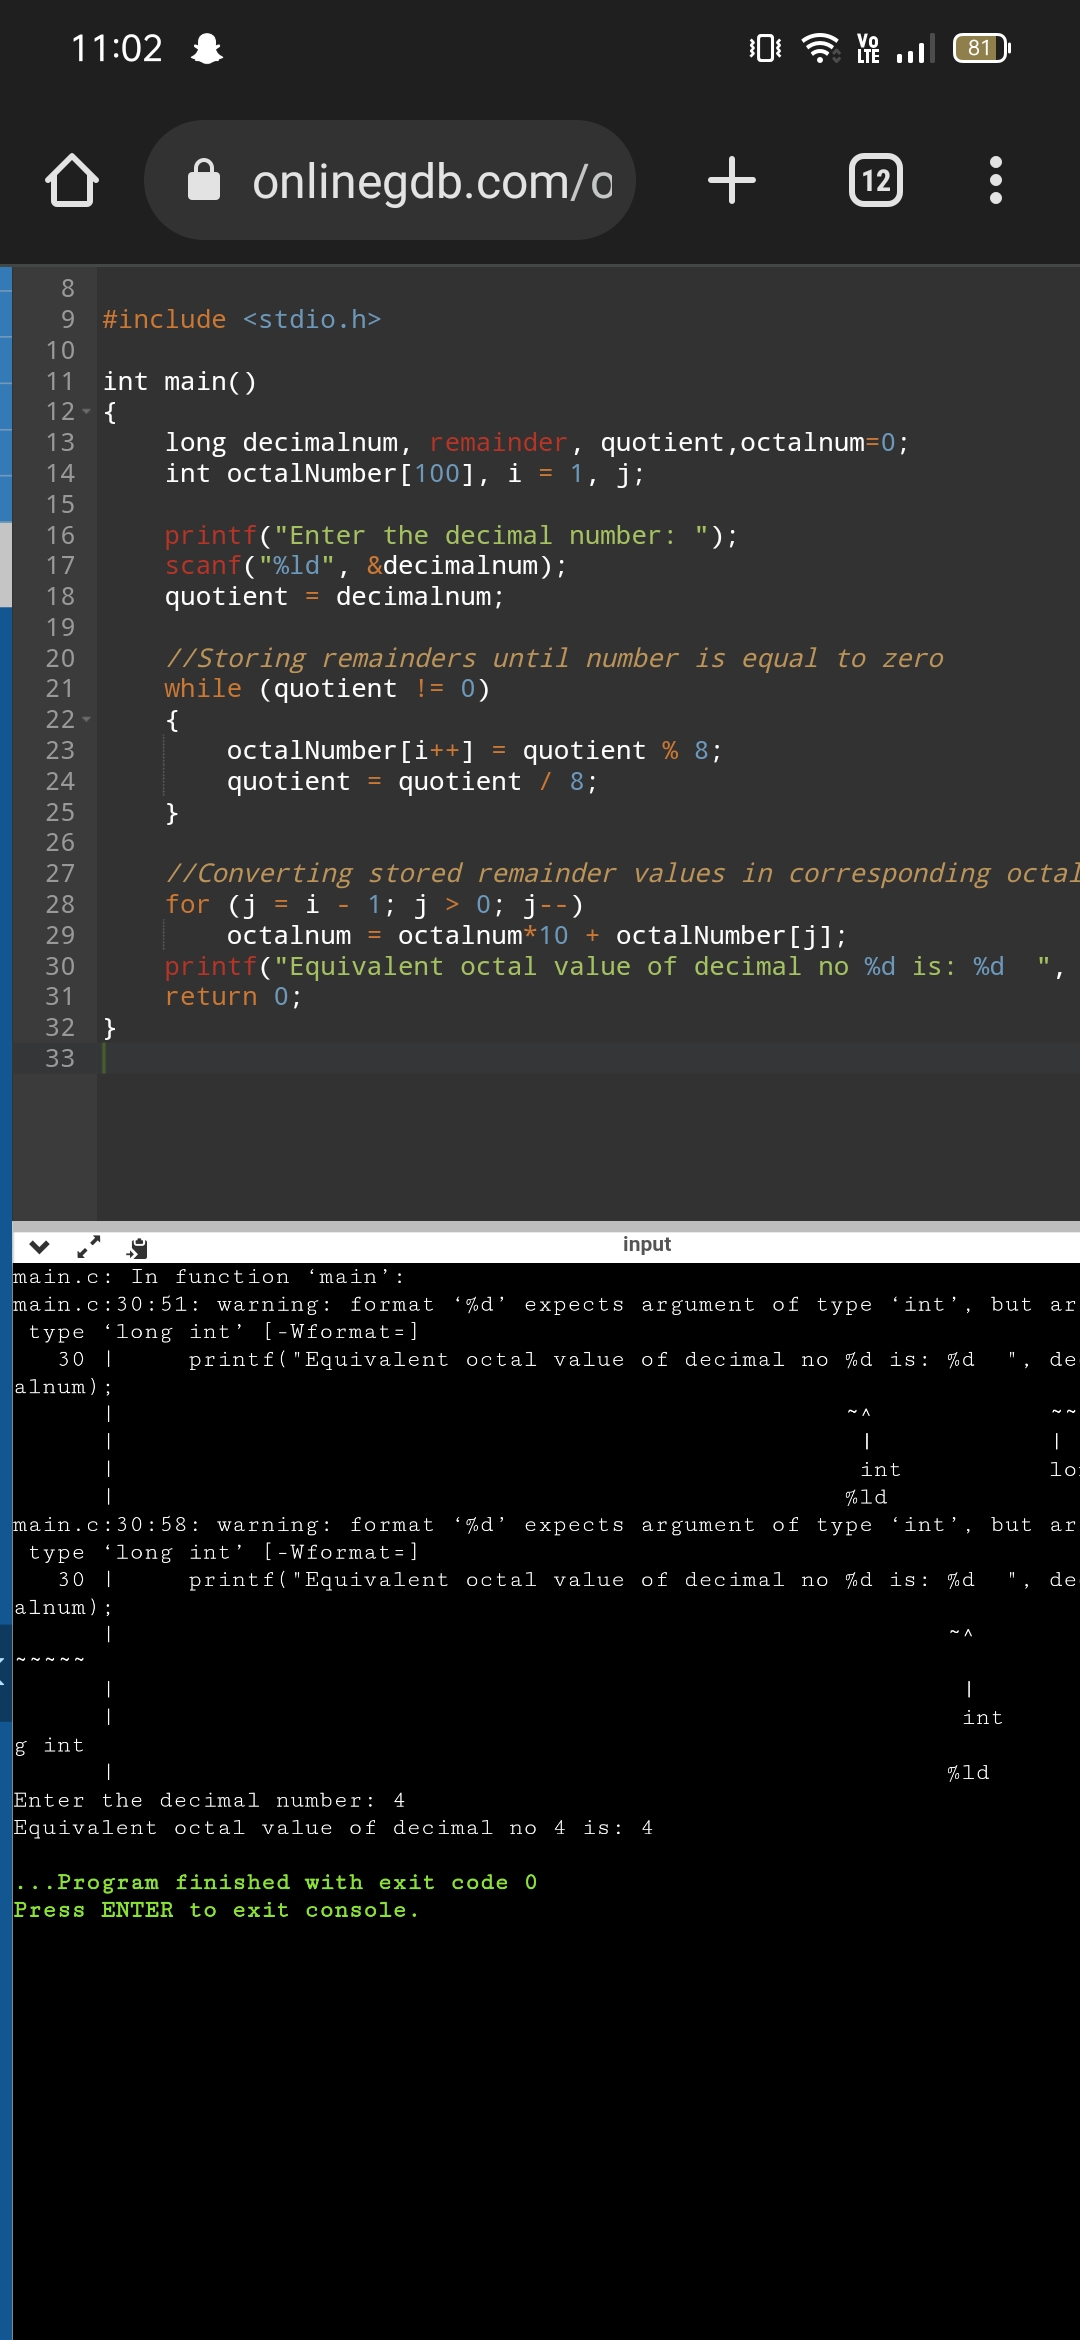 11:02
Vo LTE
81
onlinegdb.com/o
12
8
9 #include <stdio.h>
10
11 int main()
12 {
13     long decimalnum, remainder, quotient,octalnum=0;
14     int octalNumber[100], i = 1, j;
15
16     printf("Enter the decimal number: ");
17     scanf("%ld", &decimalnum);
18     quotient = decimalnum;
19
20     //Storing remainders until number is equal to zero
21     while (quotient != 0)
22     {
23         octalNumber[i++] = quotient % 8;
24         quotient = quotient / 8;
25     }
26
27     //Converting stored remainder values in corresponding octal
28     for (j = i - 1; j > 0; j--)
29         octalnum = octalnum*10 + octalNumber[j];
30     printf("Equivalent octal value of decimal no %d is: %d  ",
31     return 0;
32 }
33
input
main.c: In function ‘main’:
main.c:30:51: warning: format ‘%d’ expects argument of type ‘int’, but ar
 type ‘long int’ [-Wformat=]
   30 |     printf("Equivalent octal value of decimal no %d is: %d  ", de
alnum);
      |                                                  ~^            ~~
      |                                                   |            |
      |                                                   int          lo
      |                                                  %ld
main.c:30:58: warning: format ‘%d’ expects argument of type ‘int’, but ar
 type ‘long int’ [-Wformat=]
   30 |     printf("Equivalent octal value of decimal no %d is: %d  ", de
alnum);
      |                                                         ~^
~~~~~
      |                                                          |
      |                                                          int
g int
      |                                                         %ld
Enter the decimal number: 4
Equivalent octal value of decimal no 4 is: 4
...Program finished with exit code 0
Press ENTER to exit console.